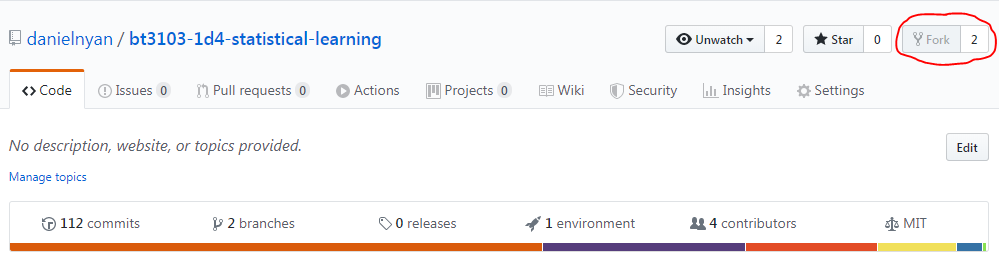 danielnyan / bt3103-1d4-statistical-learning Unwatch 2 Star 0 Fork 2
Code Issues 0 Pull requests 0 Actions Projects 0 Wiki Security Insights Settings
No description, website, or topics provided. Edit
Manage topics
112 commits 2 branches 0 releases 1 environment 4 contributors MIT